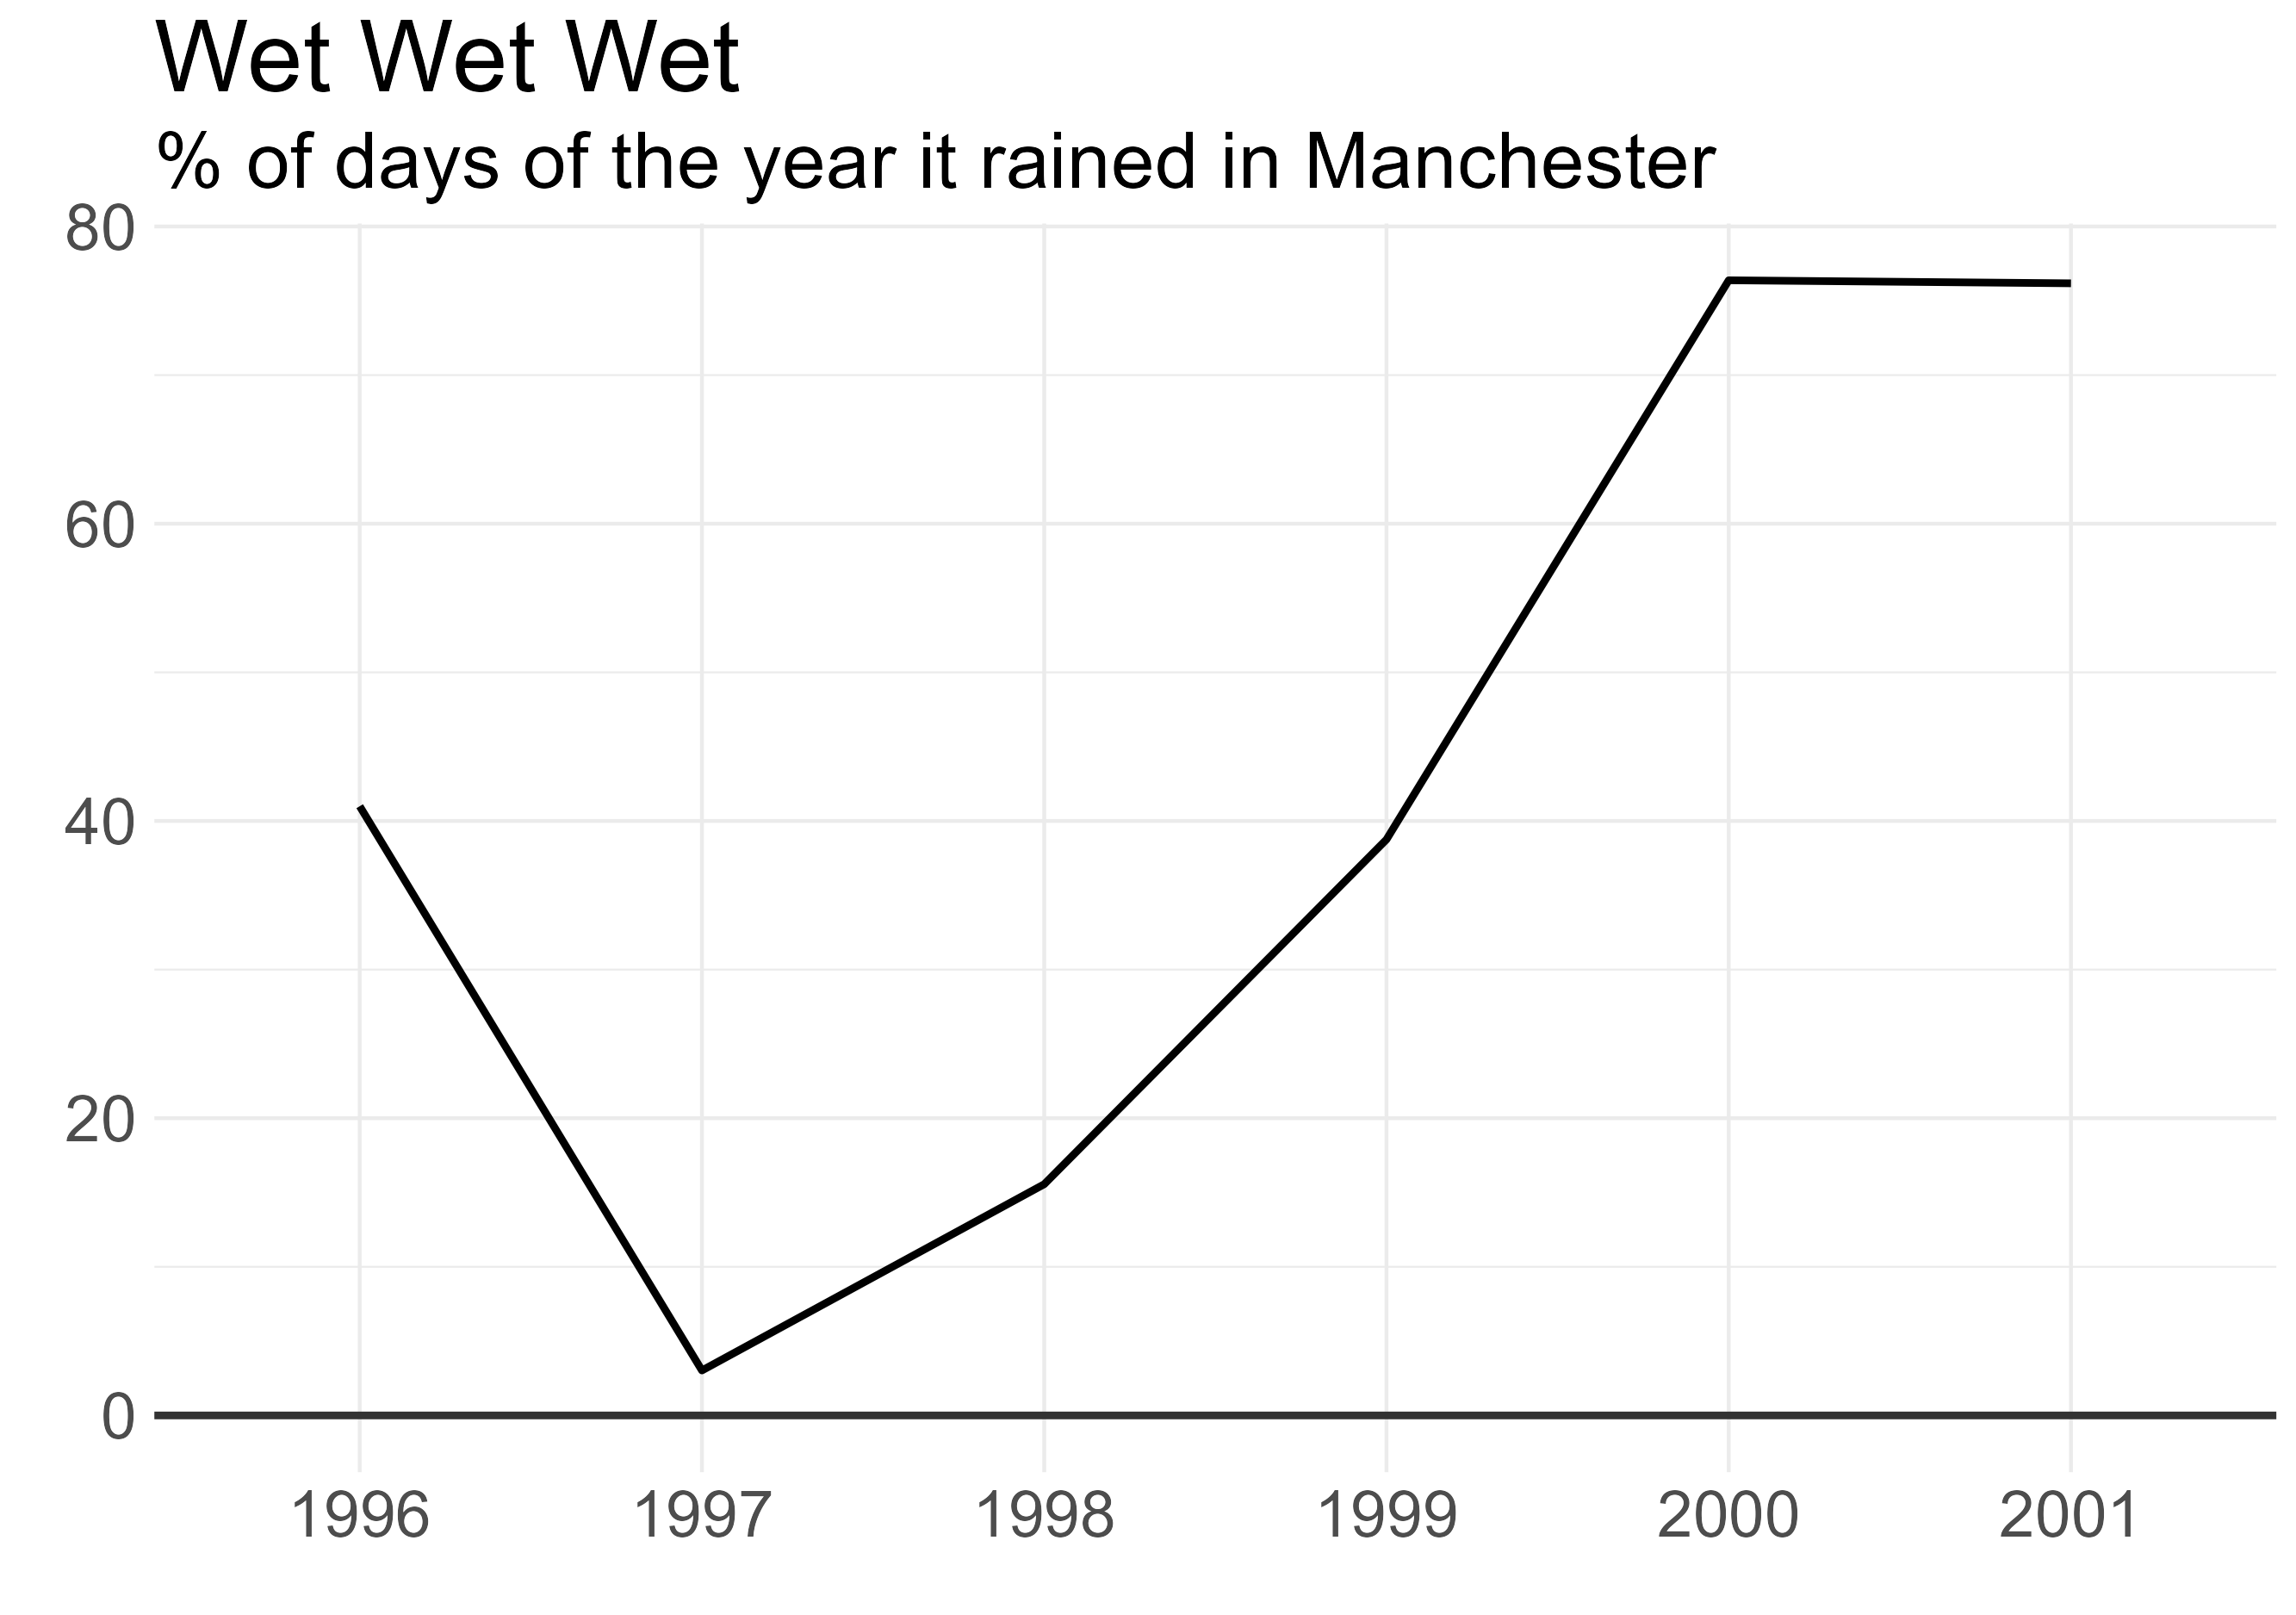 Wet Wet Wet
% of days of the year it rained in Manchester
80
60
40
20
0
1996 1997 1998 1999 2000 2001